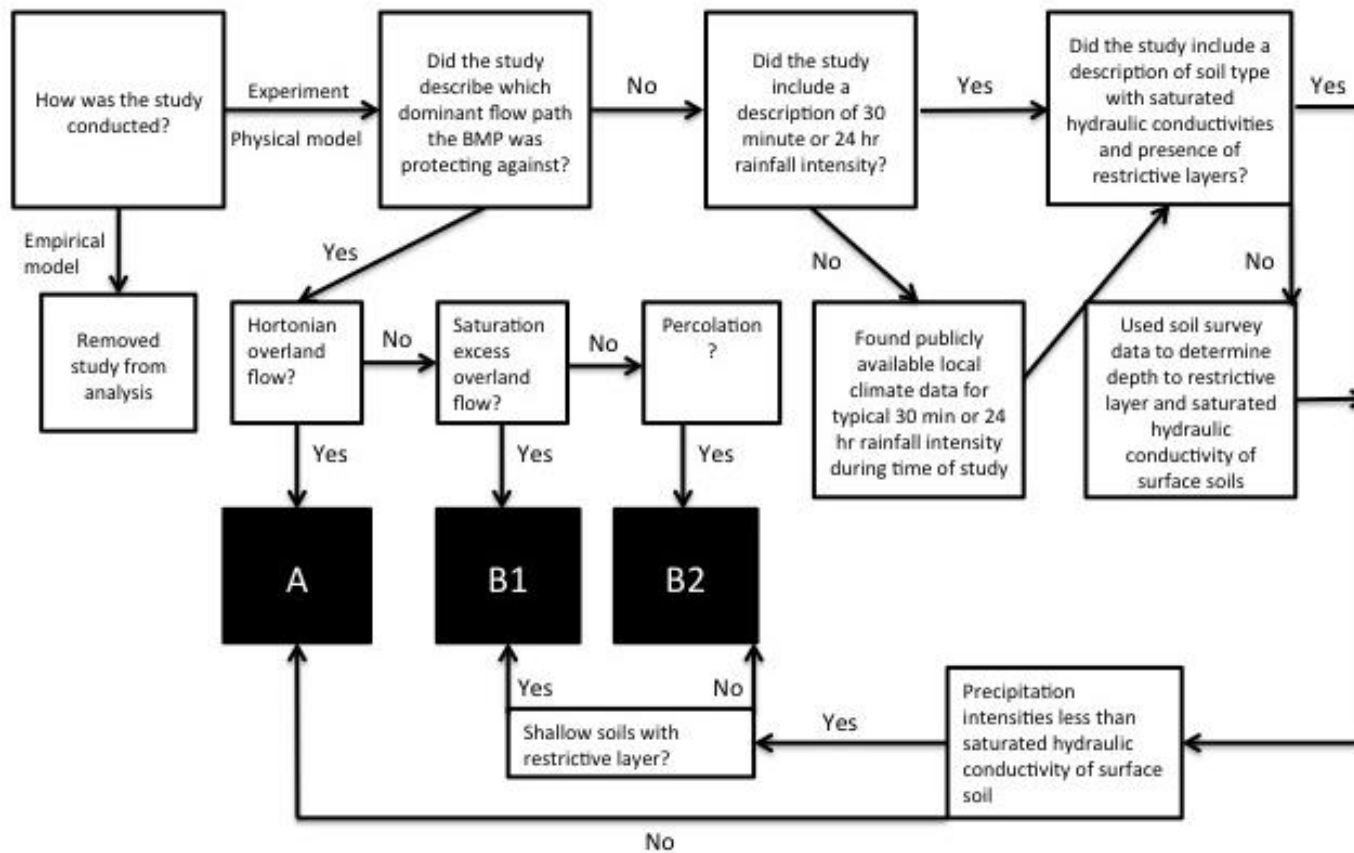 How was the study
conducted?
Experiment
Physical model
Did the study
describe which
dominant flow path
the BMP was
protecting against?
No
Did the study
include a
description of 30
minute or 24 hr
rainfall intensity?
Yes
Did the study include a
description of soil type
with saturated
hydraulic conductivities
and presence of
restrictive layers?
Yes
Empirical
model
Yes
No
No
Removed
study from
analysis
Hortonian
overland
flow?
No
Saturation
excess
overland
flow?
No
Percolation
?
Found publicly
available local
climate data for
typical 30 min or 24
hr rainfall intensity
during time of study
Used soil survey
data to determine
depth to restrictive
layer and saturated
hydraulic
conductivity of
surface soils
Yes
Yes
Yes
A
B1
B2
Yes
No
Shallow soils with
restrictive layer?
Yes
Precipitation
intensities less than
saturated hydraulic
conductivity of surface
soil
No